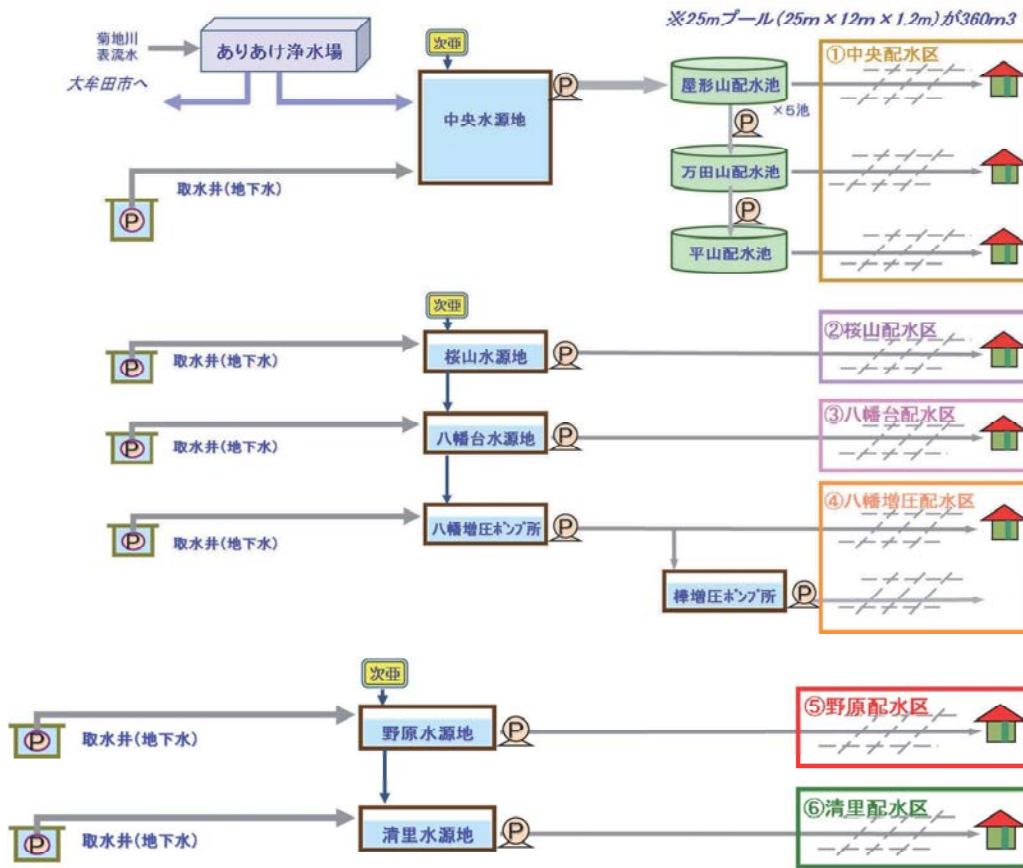 ※25mプール(25m×12m×1.2m)が360m3
菊地川
表流水
ありあけ浄水場
大牟田市へ
次亜
中央水源地
P
屋形山配水池
×5池
P
万田山配水池
P
平山配水池
①中央配水区
取水井(地下水)
P
次亜
P
取水井(地下水)
桜山水源地
P
②桜山配水区
P
取水井(地下水)
八幡台水源地
P
③八幡台配水区
P
取水井(地下水)
八幡増圧ポンプ所
P
④八幡増圧配水区
樺増圧ポンプ所
P
次亜
P
取水井(地下水)
野原水源地
P
⑤野原配水区
P
取水井(地下水)
清里水源地
P
⑥清里配水区